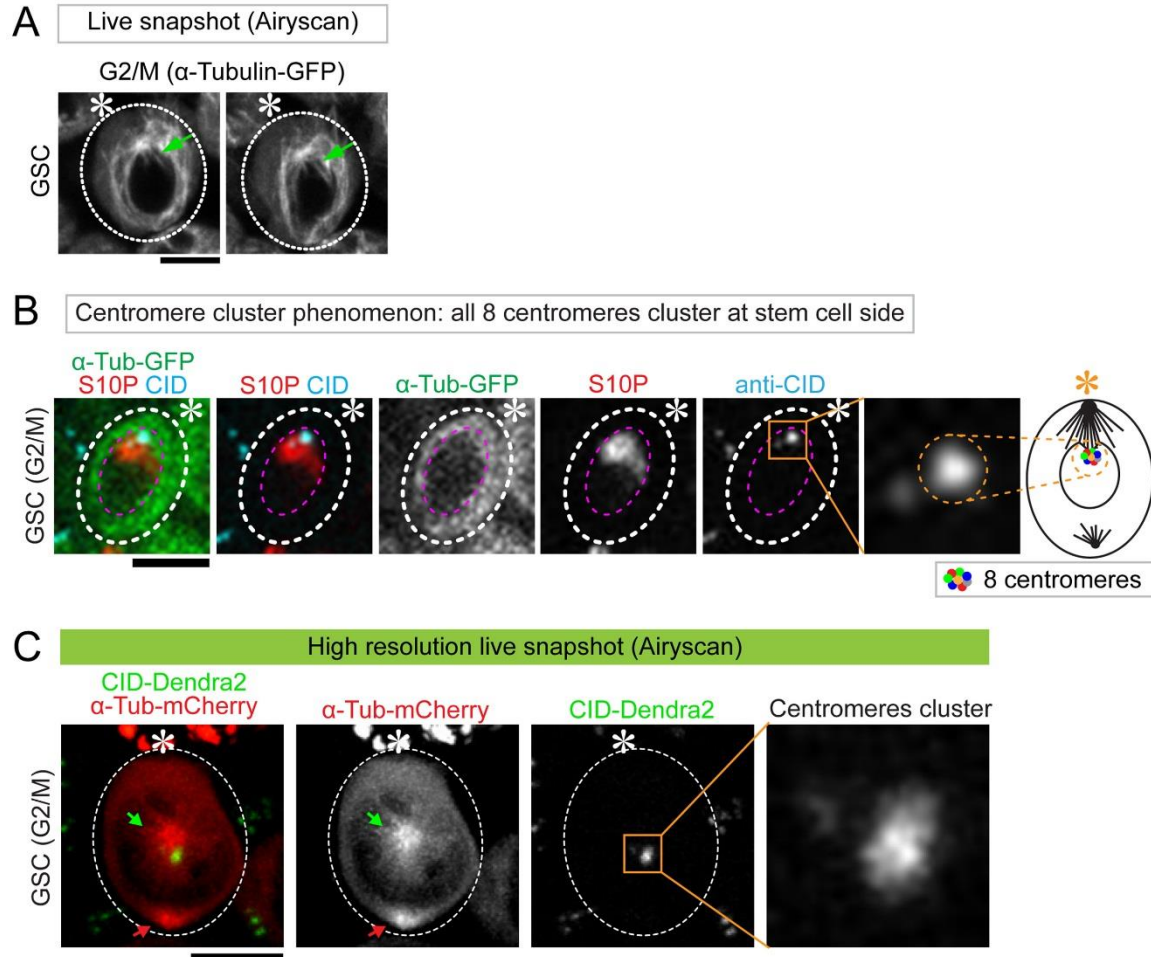 A
Live snapshot (Airyscan)
G2/M (α-Tubulin-GFP)
*
*
GSC
B
Centromere cluster phenomenon: all 8 centromeres cluster at stem cell side
α-Tub-GFP
S10P CID
S10P CID
α-Tub-GFP
S10P
anti-CID
*
*
*
*
*
*
GSC (G2/M)
8 centromeres
C
High resolution live snapshot (Airyscan)
CID-Dendra2
α-Tub-mCherry
α-Tub-mCherry
CID-Dendra2
Centromeres cluster
*
*
*
GSC (G2/M)